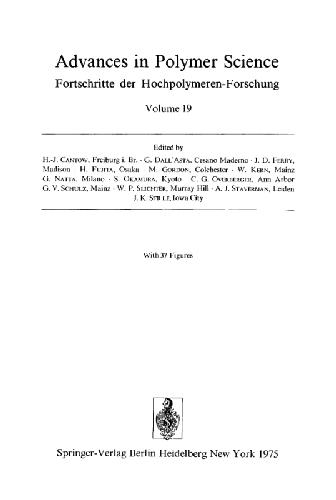 Advances in Polymer Science
Fortschritte der Hochpolymeren-Forschung
Volume 19
Edited by
H.-J. CANTOW, Freiburg i. Br. · G. DALL'ASTA, Cesano Maderno · J. D. FERRY,
Madison · H. FUJITA, Osaka · M. GORDON, Colchester · W. KERN, Mainz
G. NATTA, Milano · S. OKAMURA, Kyoto · C. G. OVERBERGER, Ann Arbor
G. V. SCHULZ, Mainz · W. P. SLICHTER, Murray Hill · A. J. STAVERMAN, Leiden
J. K. STILLE, Iowa City
With 37 Figures
Springer-Verlag Berlin Heidelberg New York 1975